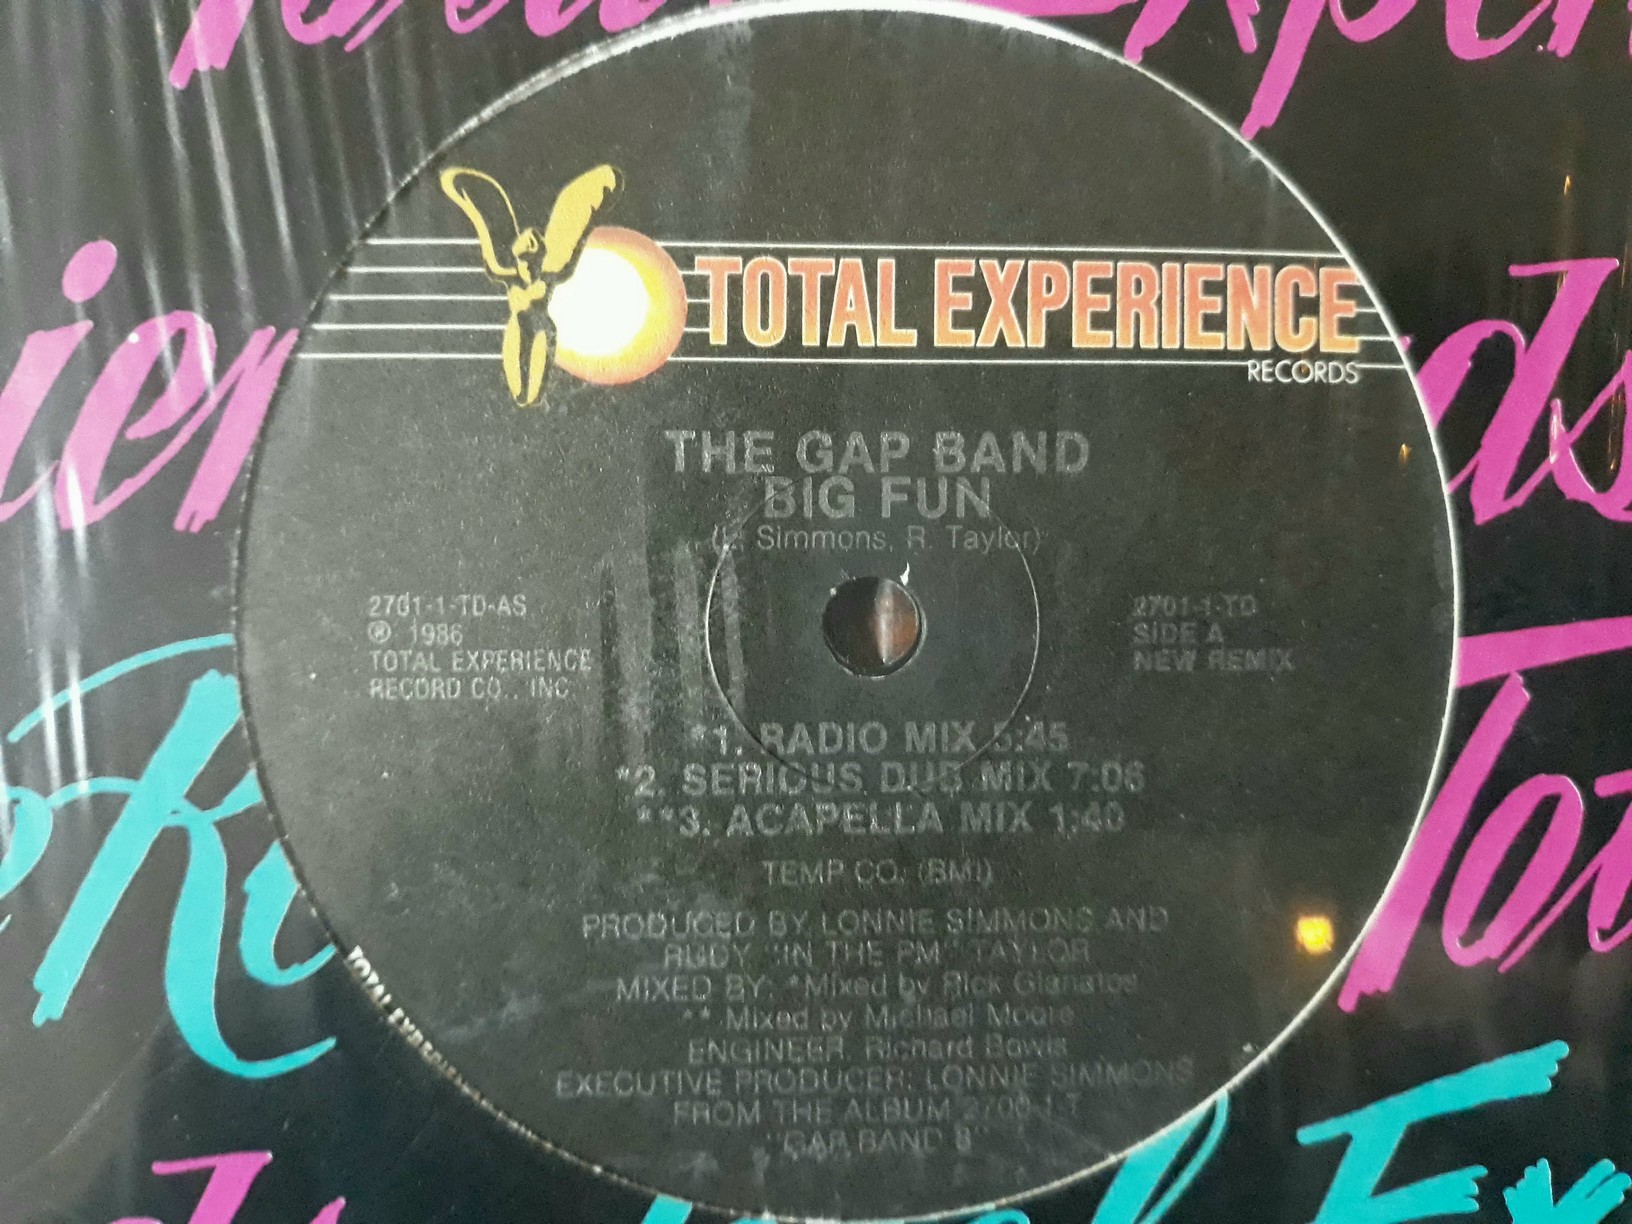 TOTAL EXPERIENCE
RECORDS
THE GAP BAND
BIG FUN
(L. Simmons, R. Taylor)
2701-1-TD-AS
℗ 1986
TOTAL EXPERIENCE
RECORD CO., INC
2701-1-TD
SIDE A
NEW REMIX
*1. RADIO MIX 5:45
*2. SERIOUS DUB MIX 7:06
**3. ACAPELLA MIX 1:40
TEMP CO. (BMI)
PRODUCED BY LONNIE SIMMONS AND
RUDY "IN THE PM" TAYLOR
MIXED BY: *Mixed by Rick Gianatos
** Mixed by Michael Moore
ENGINEER: Richard Bowis
EXECUTIVE PRODUCER: LONNIE SIMMONS
FROM THE ALBUM 2700-1-T
"GAP BAND 8"
TOTAL EXPERIENCE